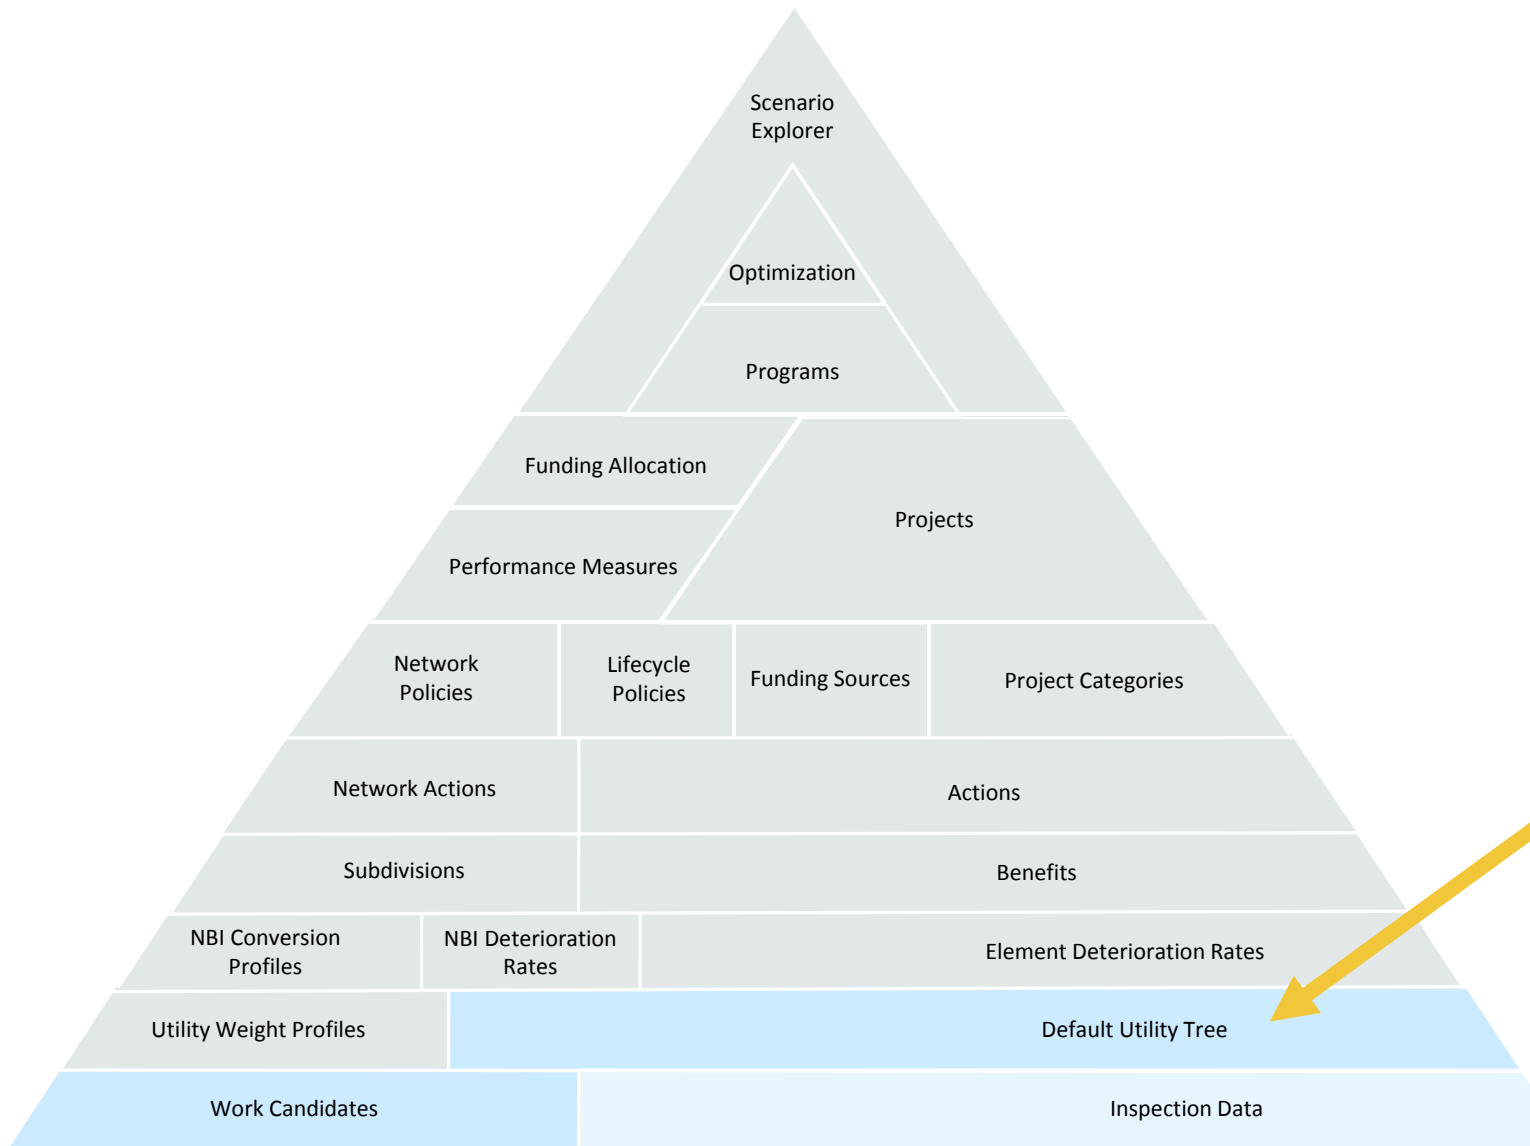 Scenario
Explorer
Optimization
Programs
Funding Allocation
Projects
Performance Measures
Network
Policies
Lifecycle
Policies
Funding Sources
Project Categories
Network Actions
Actions
Subdivisions
Benefits
NBI Conversion
Profiles
NBI Deterioration
Rates
Element Deterioration Rates
Utility Weight Profiles
Default Utility Tree
Work Candidates
Inspection Data